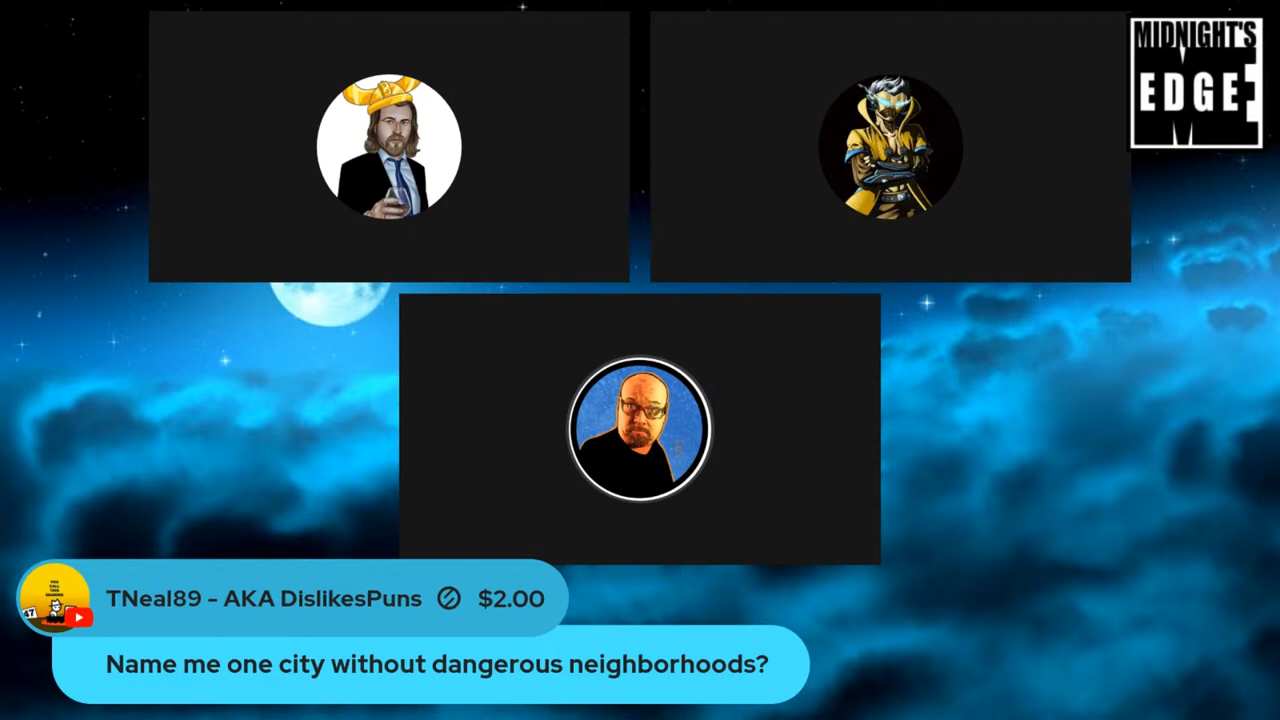 MIDNIGHT'S
EDGE
TNeal89 - AKA DislikesPuns $2.00
Name me one city without dangerous neighborhoods?